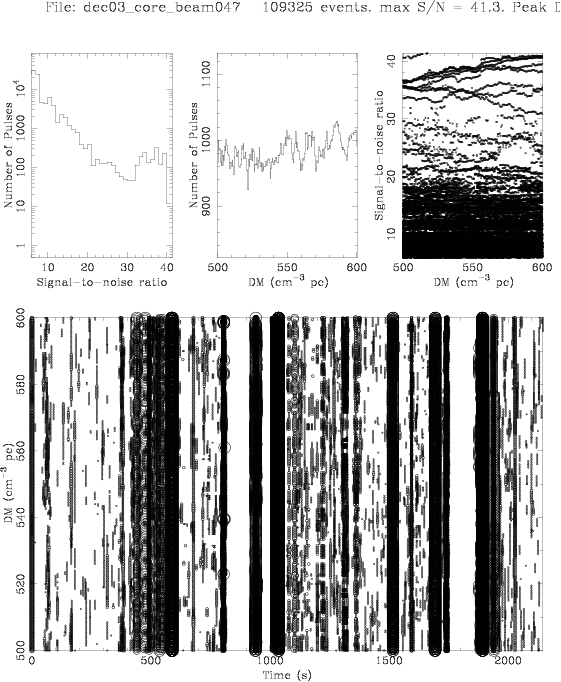 File: dec03_core_beam047 109325 events. max S/N = 41.3. Peak D
Number of Pulses
1 10 100 1000 10⁴
10 20 30 40
Signal-to-noise ratio
Number of Pulses
900 1000 1100
500 550 600
DM (cm⁻³ pc)
Signal-to-noise ratio
10 20 30 40
500 550 600
DM (cm⁻³ pc)
DM (cm⁻³ pc)
500 520 540 560 580 600
0 500 1000 1500 2000
Time (s)